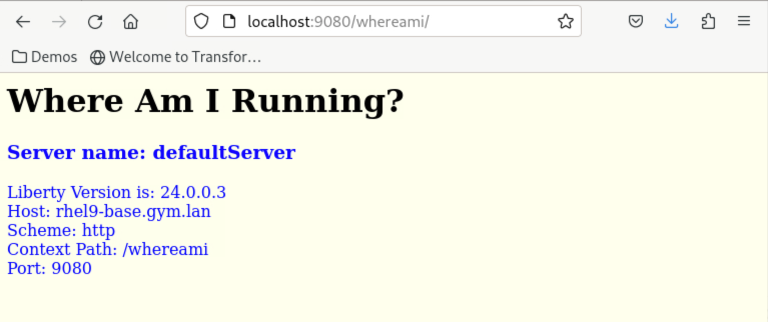 localhost:9080/whereami/
Demos
Welcome to Transfor…
Where Am I Running?
Server name: defaultServer
Liberty Version is: 24.0.0.3
Host: rhel9-base.gym.lan
Scheme: http
Context Path: /whereami
Port: 9080